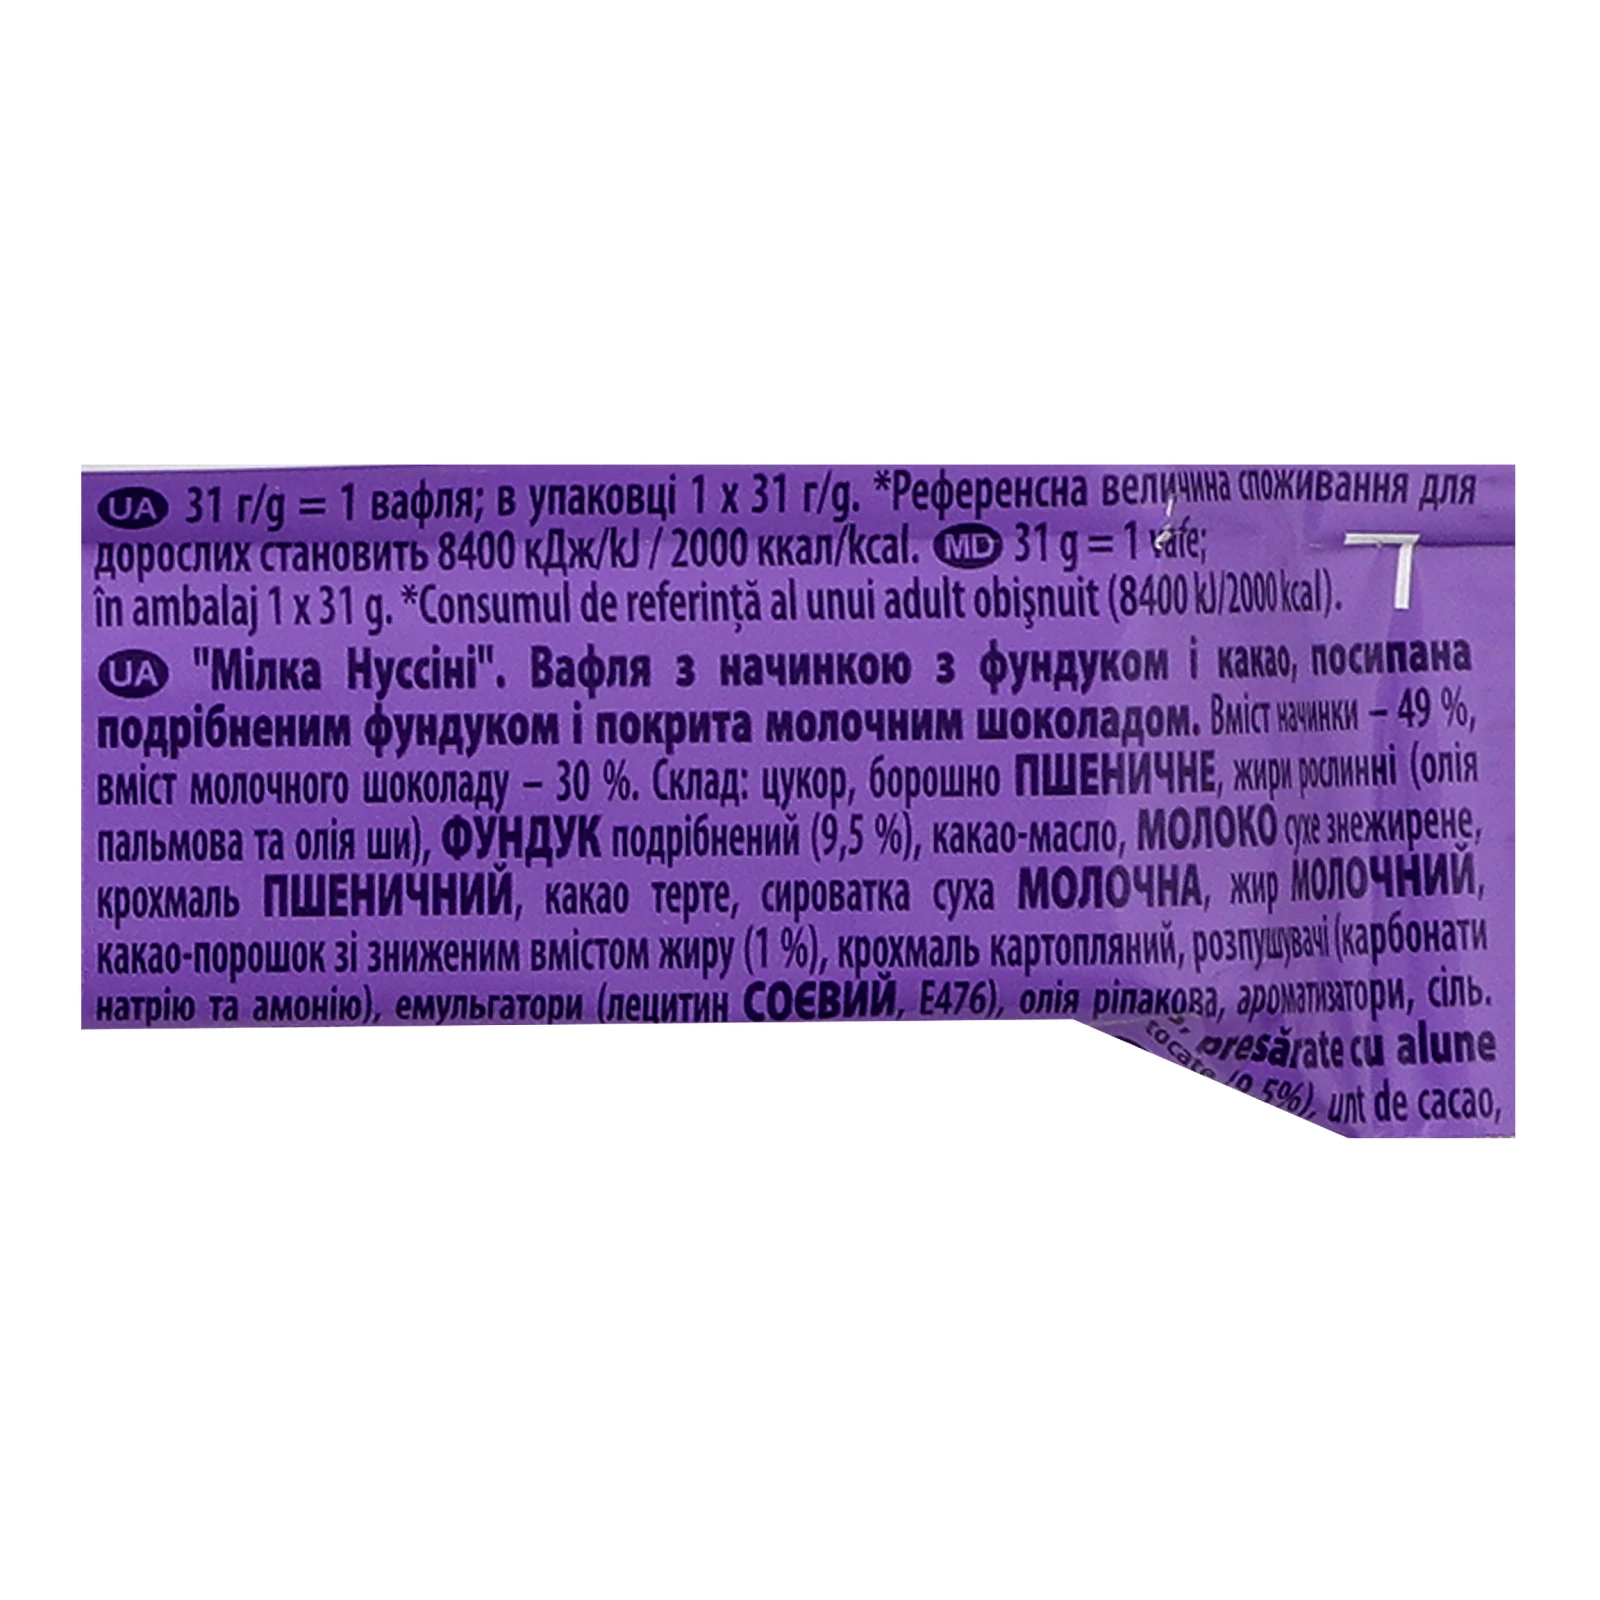 UA 31 г/g = 1 вафля; в упаковці 1 x 31 г/g. *Референсна величина споживання для
дорослих становить 8400 кДж/kJ / 2000 ккал/kcal. MD 31 g = 1 vafe;
în ambalaj 1 x 31 g. *Consumul de referință al unui adult obişnuit (8400 kJ/2000 kcal).
UA "Мілка Нуссіні". Вафля з начинкою з фундуком і какао, посипана
подрібненим фундуком і покрита молочним шоколадом. Вміст начинки – 49 %,
вміст молочного шоколаду – 30 %. Склад: цукор, борошно ПШЕНИЧНЕ, жири рослинні (олія
пальмова та олія ши), ФУНДУК подрібнений (9,5 %), какао-масло, МОЛОКО сухе знежирене,
крохмаль ПШЕНИЧНИЙ, какао терте, сироватка суха МОЛОЧНА, жир МОЛОЧНИЙ,
какао-порошок зі зниженим вмістом жиру (1 %), крохмаль картопляний, розпушувачі (карбонати
натрію та амонію), емульгатори (лецитин СОЄВИЙ, E476), олія ріпакова, ароматизатори, сіль.
presărate cu alune
5%), unt de cacao,